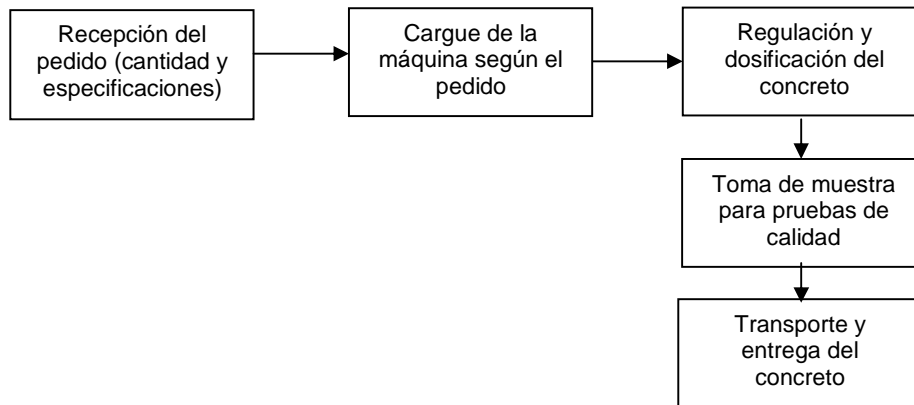 Recepción del
pedido (cantidad y
especificaciones)
Cargue de la
máquina según el
pedido
Regulación y
dosificación del
concreto
Toma de muestra
para pruebas de
calidad
Transporte y
entrega del
concreto